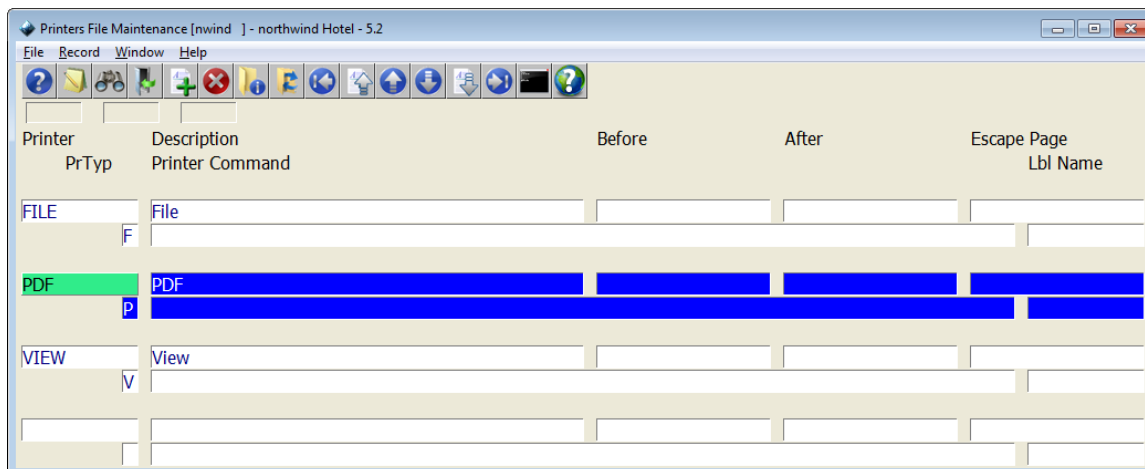 Printers File Maintenance [nwind   ] - northwind Hotel - 5.2
File Record Window Help
Printer Description Before After Escape Page
PrTyp Printer Command Lbl Name
FILE File
F
PDF PDF
P
VIEW View
V